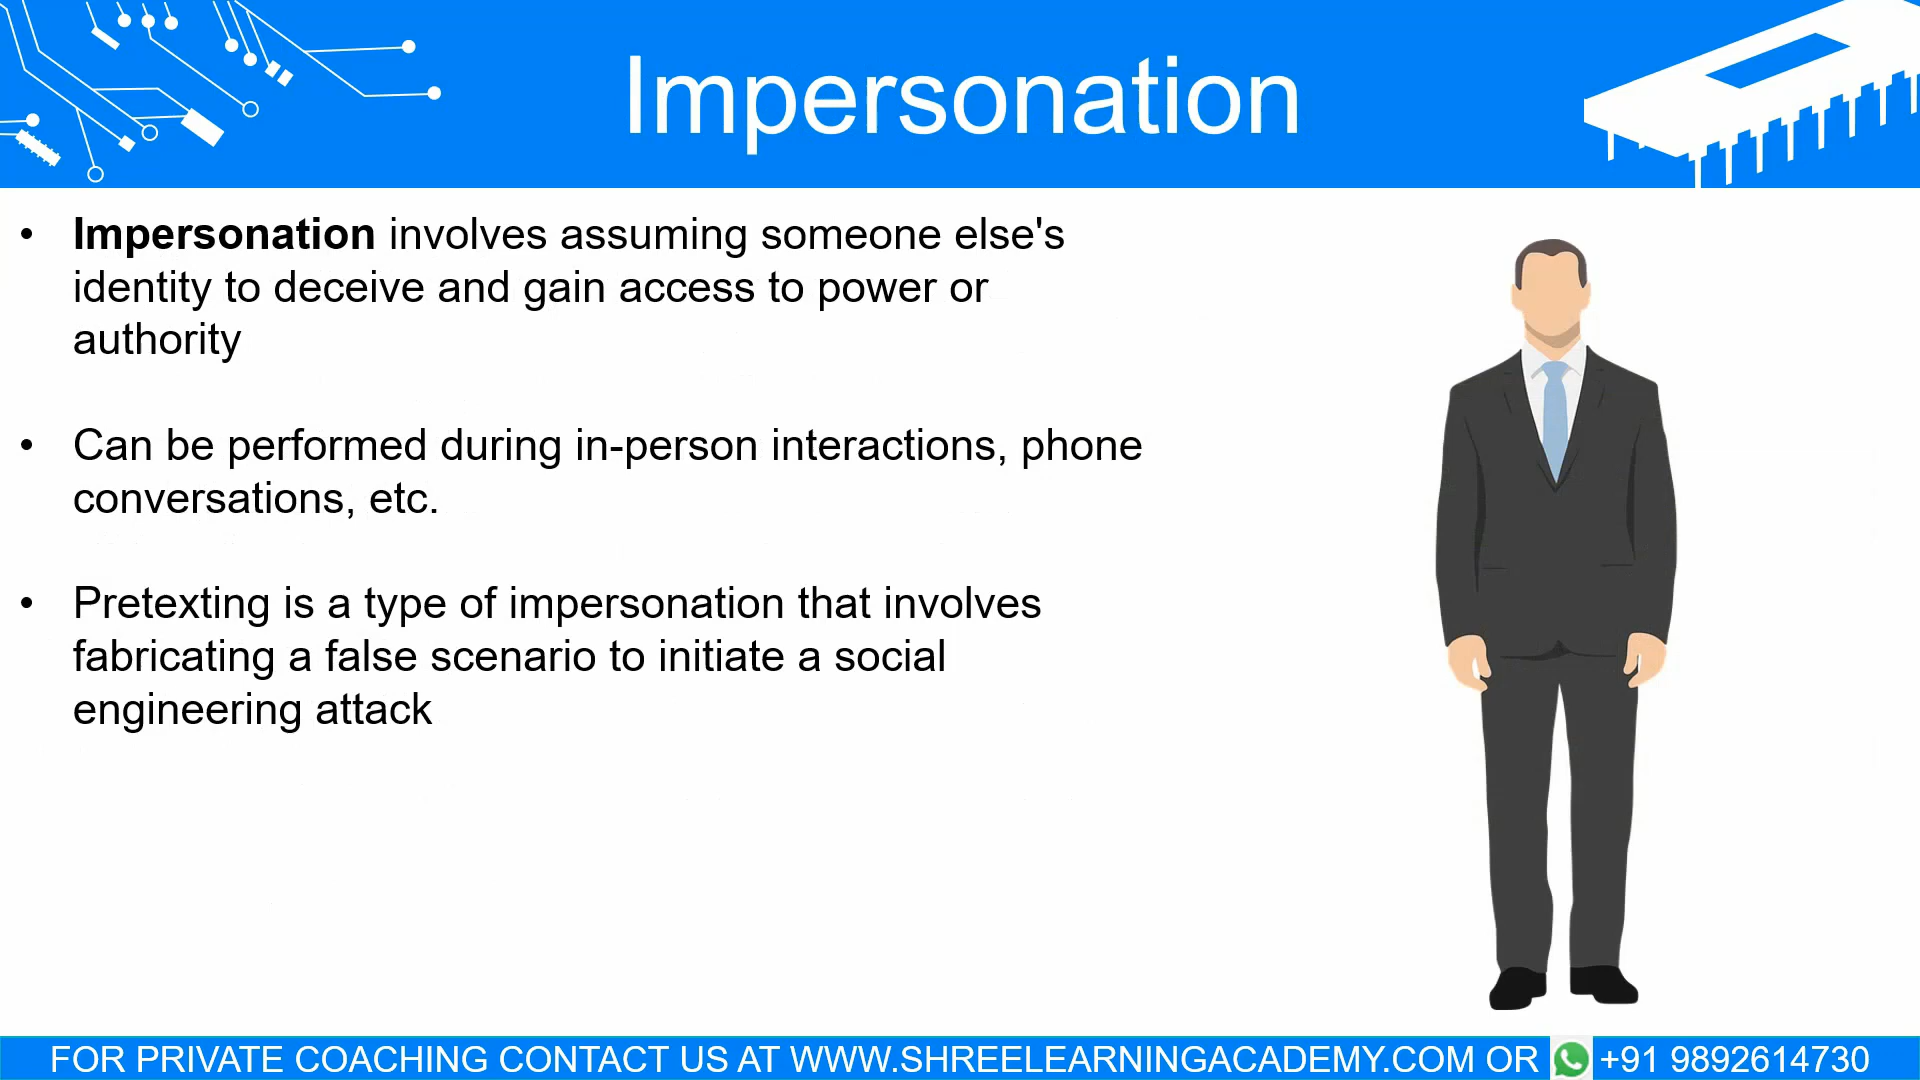 Impersonation
• Impersonation involves assuming someone else's
identity to deceive and gain access to power or
authority
• Can be performed during in-person interactions, phone
conversations, etc.
• Pretexting is a type of impersonation that involves
fabricating a false scenario to initiate a social
engineering attack
FOR PRIVATE COACHING CONTACT US AT WWW.SHREELEARNINGACADEMY.COM OR +91 9892614730